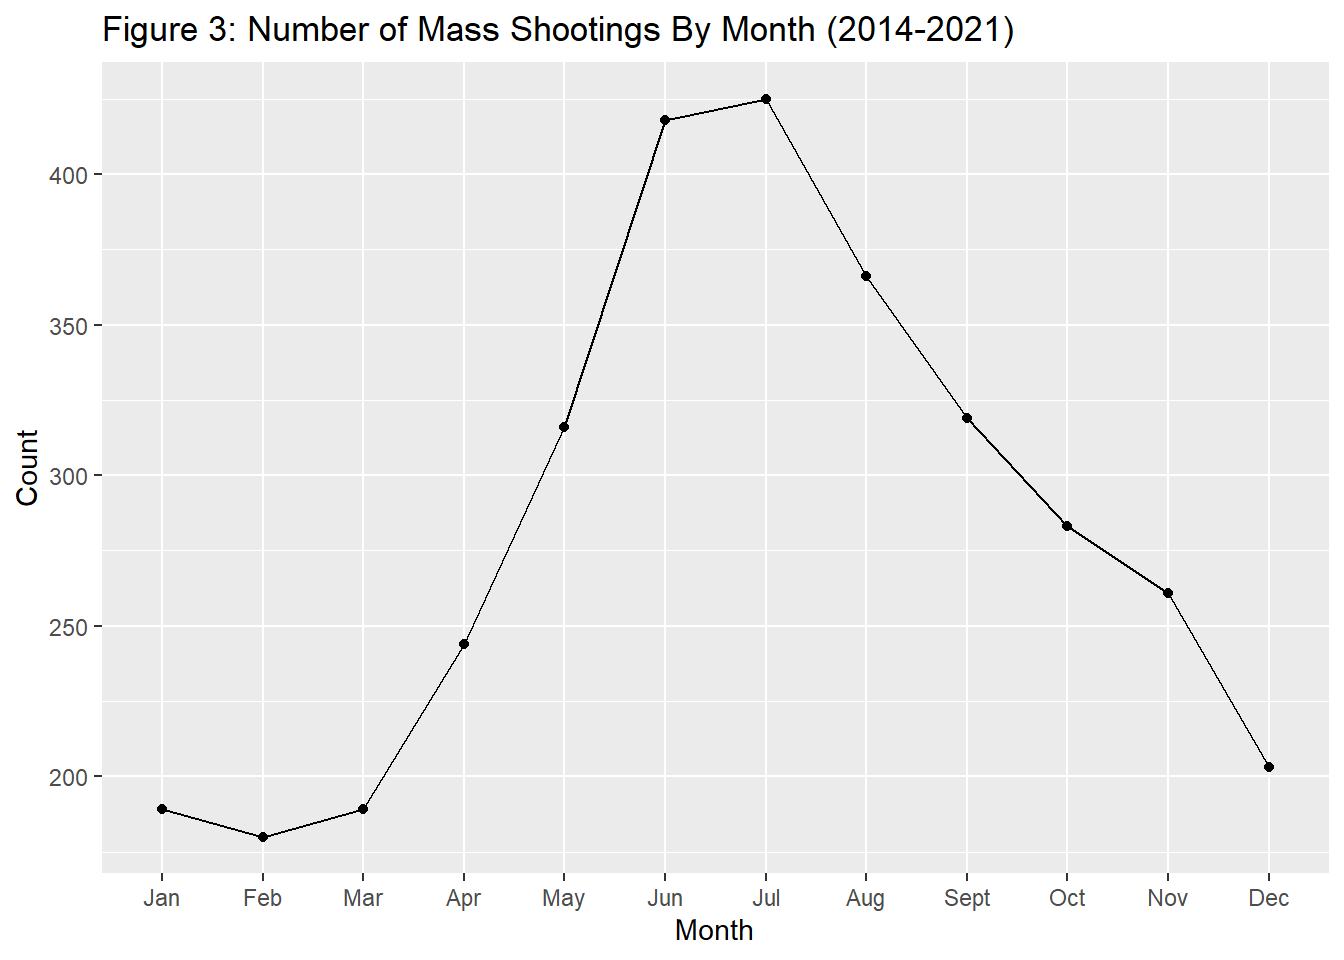 Figure 3: Number of Mass Shootings By Month (2014-2021)
400
350
300
250
200
Count
Jan Feb Mar Apr May Jun Jul Aug Sept Oct Nov Dec
Month